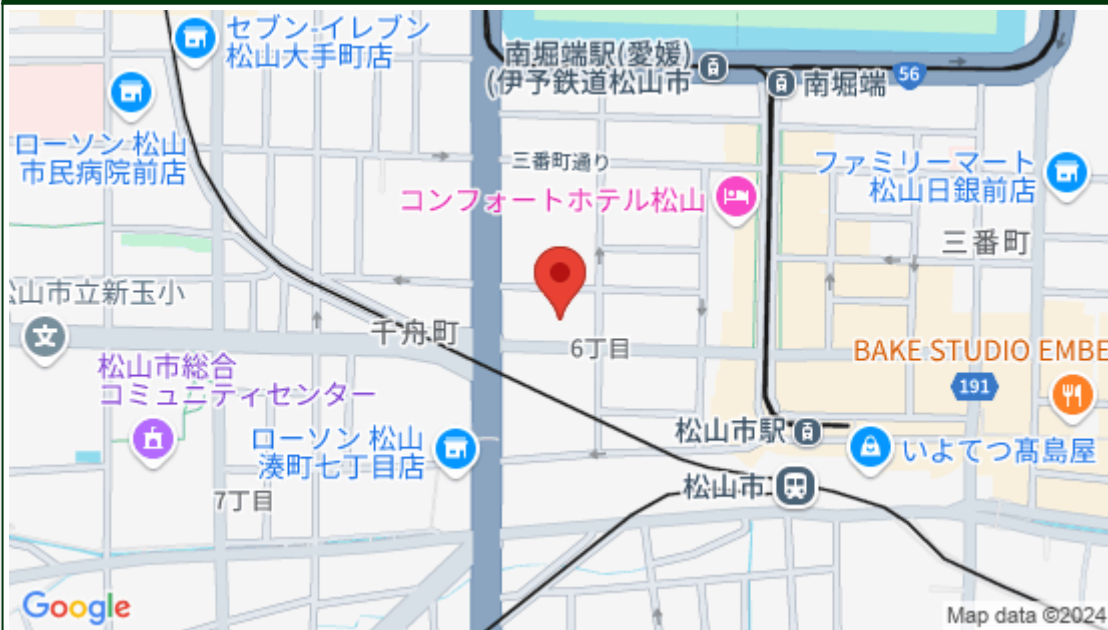 セブン-イレブン
松山大手町店
南堀端駅(愛媛)
(伊予鉄道松山市
南堀端
56
ローソン 松山
市民病院前店
三番町通り
ファミリーマート
松山日銀前店
コンフォートホテル松山
三番町
山市立新玉小
文
千舟町
6丁目
BAKE STUDIO EMBE
松山市総合
コミュニティセンター
191
松山市駅
ローソン 松山
湊町七丁目店
いよてつ髙島屋
松山市
7丁目
Google
Map data ©2024